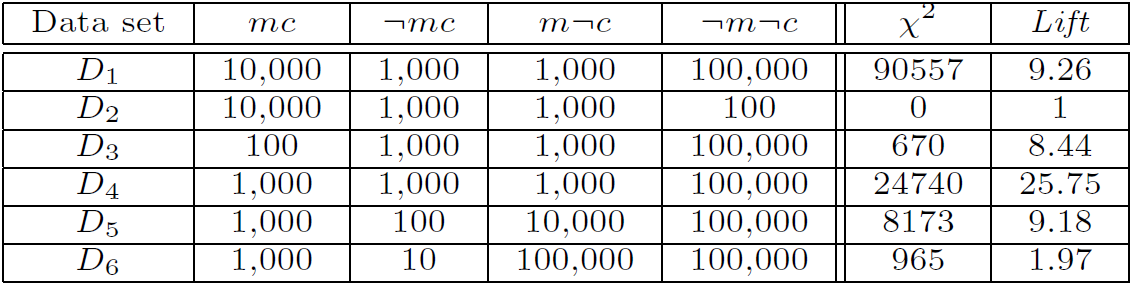 Data set mc ¬mc m¬c ¬m¬c χ² Lift
D₁ 10,000 1,000 1,000 100,000 90557 9.26
D₂ 10,000 1,000 1,000 100 0 1
D₃ 100 1,000 1,000 100,000 670 8.44
D₄ 1,000 1,000 1,000 100,000 24740 25.75
D₅ 1,000 100 10,000 100,000 8173 9.18
D₆ 1,000 10 100,000 100,000 965 1.97